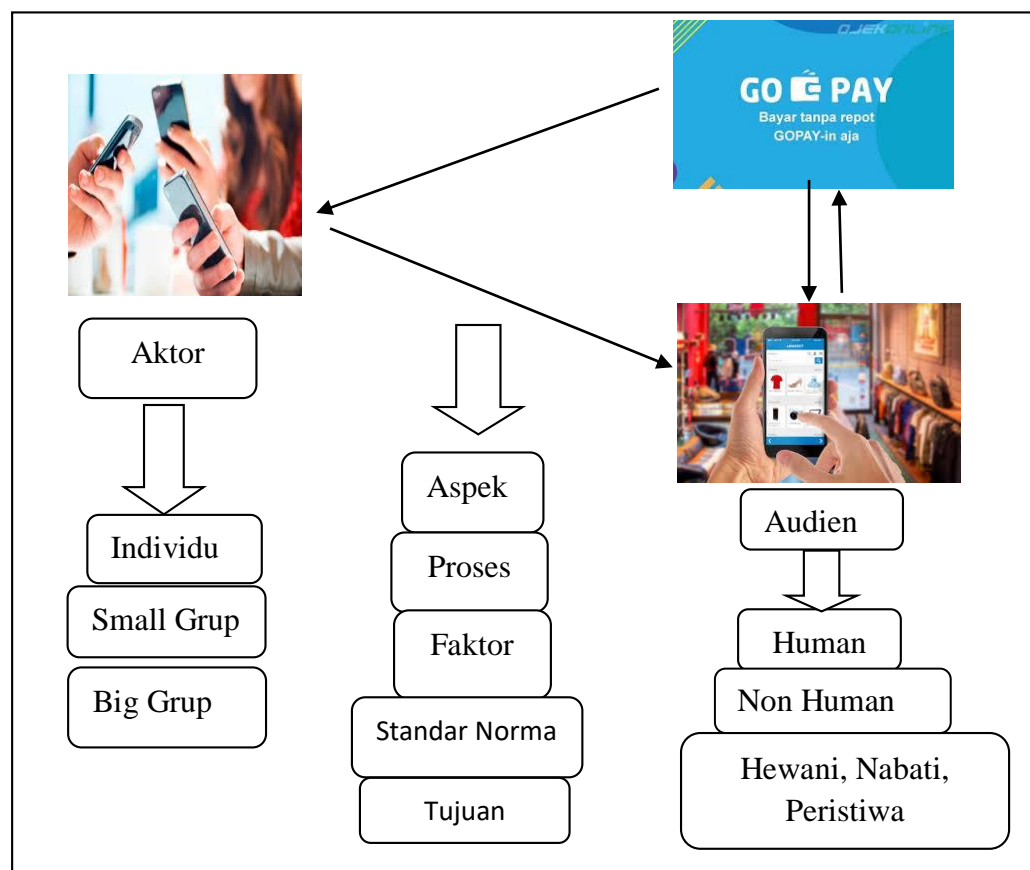 OJEKONLINE
GO PAY
Bayar tanpa repot
GOPAY-in aja
Aktor
Individu
Small Grup
Big Grup
Aspek
Proses
Faktor
Standar Norma
Tujuan
Audien
Human
Non Human
Hewani, Nabati,
Peristiwa